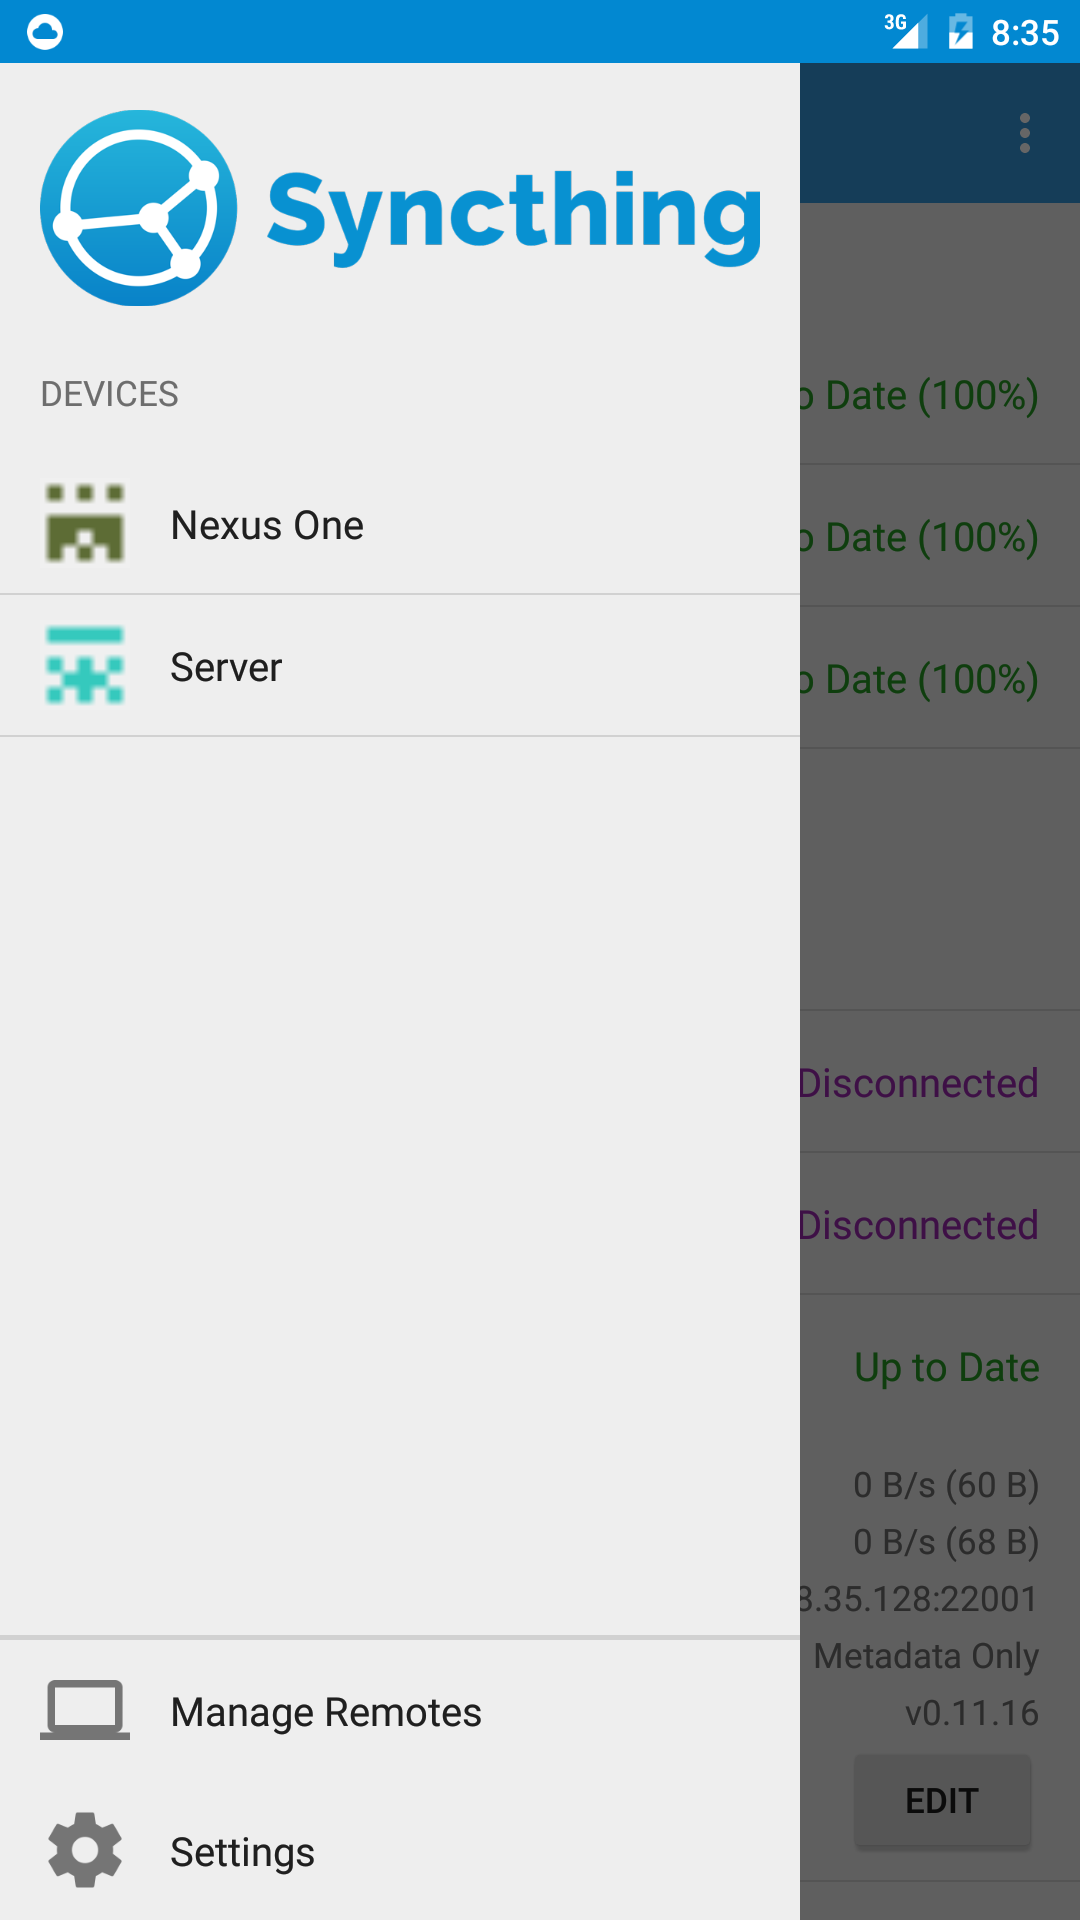 3G 8:35
Syncthing
DEVICES
o Date (100%)
Nexus One
o Date (100%)
Server
o Date (100%)
Disconnected
Disconnected
Up to Date
0 B/s (60 B)
0 B/s (68 B)
.35.128:22001
Metadata Only
Manage Remotes
v0.11.16
EDIT
Settings